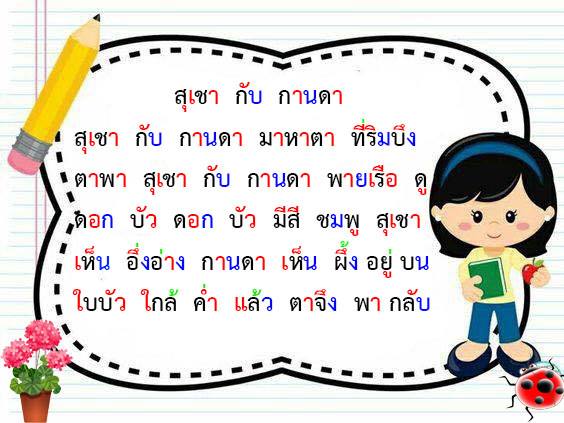 สุเชา กับ กานดา
สุเชา กับ กานดา มาหาตา ที่ริมบึง
ตาพา สุเชา กับ กานดา พายเรือ ดู
ดอก บัว ดอก บัว มีสี ชมพู สุเชา
เห็น อึ่งอ่าง กานดา เห็น ผึ้ง อยู่ บน
ใบบัว ใกล้ ค่ำ แล้ว ตาจึง พา กลับ